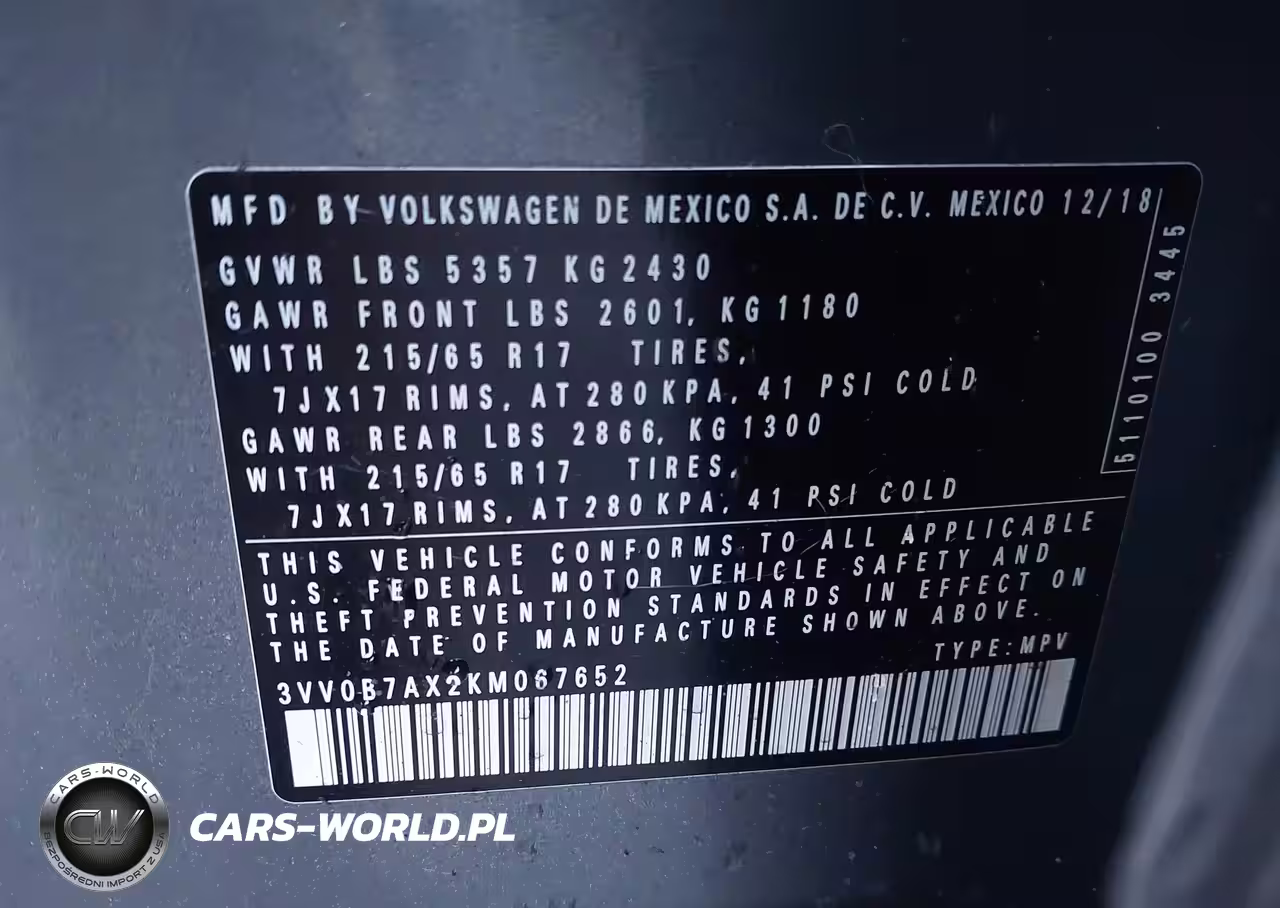 MFD BY VOLKSWAGEN DE MEXICO S.A. DE C.V. MEXICO 12/18
GVWR LBS 5357 KG 2430
GAWR FRONT LBS 2601, KG 1180
WITH 215/65 R17 TIRES,
7JX17 RIMS, AT 280 KPA, 41 PSI COLD
GAWR REAR LBS 2866, KG 1300
WITH 215/65 R17 TIRES,
7JX17 RIMS, AT 280 KPA, 41 PSI COLD
5110100 3445
THIS VEHICLE CONFORMS TO ALL APPLICABLE
U.S. FEDERAL MOTOR VEHICLE SAFETY AND
THEFT PREVENTION STANDARDS IN EFFECT ON
THE DATE OF MANUFACTURE SHOWN ABOVE.
TYPE:MPV
3VV0B7AX2KM067652
CARS-WORLD
CW
BEZPOŚREDNI IMPORT Z USA
CARS-WORLD.PL